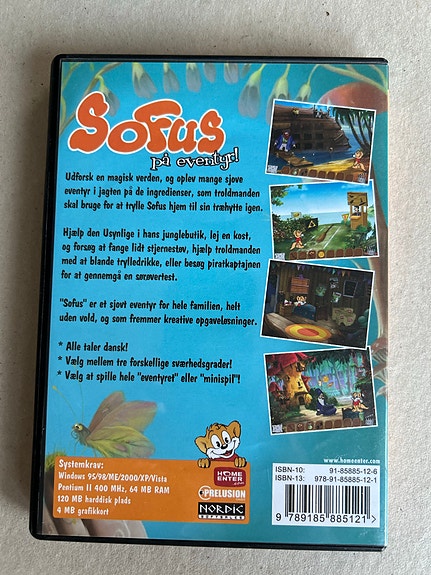 Sofus
på eventyr!
Udforsk en magisk verden, og oplev mange sjove
eventyr i jagten på de ingredienser, som troldmanden
skal bruge for at trylle Sofus hjem til sin træhytte igen.
Hjælp den Usynlige i hans junglebutik, lej en kost,
og forsøg at fange lidt stjernestøv, hjælp troldmanden
med at blande trylledrikke, eller besøg piratkaptajnen
for at gennemgå en sørøvertest.
"Sofus" er et sjovt eventyr for hele familien, helt
uden vold, og som fremmer kreative opgaveløsninger.
* Alle taler dansk!
* Vælg mellem tre forskellige sværhedsgrader!
* Vælg at spille hele "eventyret" eller "minispil"!
Systemkrav:
Windows 95/98/ME/2000/XP/Vista
Pentium II 400 MHz, 64 MB RAM
120 MB harddisk plads
4 MB grafikkort
HOME
ENTER
PRELUSION
NORDIC
SOFTSALES
www.homeenter.com
ISBN-10: 91-85885-12-6
ISBN-13: 978-91-85885-12-1
9 789185 885121 >